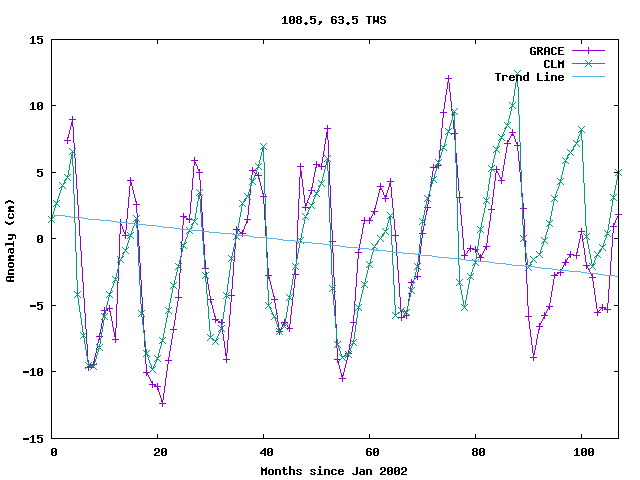 108.5, 63.5 TWS
GRACE
CLM
Trend Line
15
10
5
0
-5
-10
-15
Anomaly (cm)
0 20 40 60 80 100
Months since Jan 2002